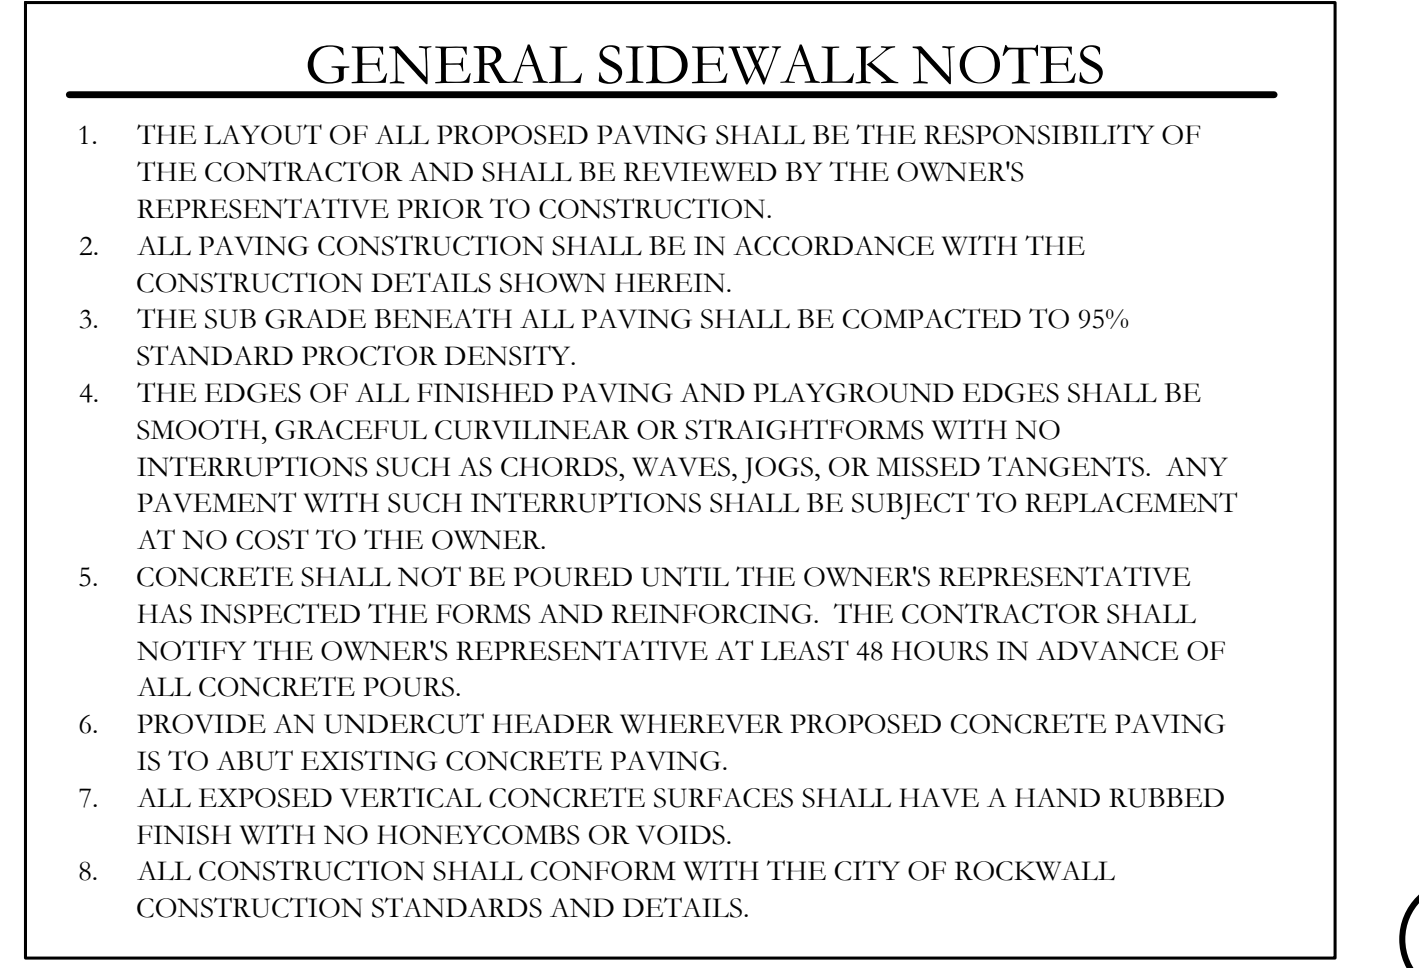 GENERAL SIDEWALK NOTES
1. THE LAYOUT OF ALL PROPOSED PAVING SHALL BE THE RESPONSIBILITY OF
THE CONTRACTOR AND SHALL BE REVIEWED BY THE OWNER'S
REPRESENTATIVE PRIOR TO CONSTRUCTION.
2. ALL PAVING CONSTRUCTION SHALL BE IN ACCORDANCE WITH THE
CONSTRUCTION DETAILS SHOWN HEREIN.
3. THE SUB GRADE BENEATH ALL PAVING SHALL BE COMPACTED TO 95%
STANDARD PROCTOR DENSITY.
4. THE EDGES OF ALL FINISHED PAVING AND PLAYGROUND EDGES SHALL BE
SMOOTH, GRACEFUL CURVILINEAR OR STRAIGHTFORMS WITH NO
INTERRUPTIONS SUCH AS CHORDS, WAVES, JOGS, OR MISSED TANGENTS. ANY
PAVEMENT WITH SUCH INTERRUPTIONS SHALL BE SUBJECT TO REPLACEMENT
AT NO COST TO THE OWNER.
5. CONCRETE SHALL NOT BE POURED UNTIL THE OWNER'S REPRESENTATIVE
HAS INSPECTED THE FORMS AND REINFORCING. THE CONTRACTOR SHALL
NOTIFY THE OWNER'S REPRESENTATIVE AT LEAST 48 HOURS IN ADVANCE OF
ALL CONCRETE POURS.
6. PROVIDE AN UNDERCUT HEADER WHEREVER PROPOSED CONCRETE PAVING
IS TO ABUT EXISTING CONCRETE PAVING.
7. ALL EXPOSED VERTICAL CONCRETE SURFACES SHALL HAVE A HAND RUBBED
FINISH WITH NO HONEYCOMBS OR VOIDS.
8. ALL CONSTRUCTION SHALL CONFORM WITH THE CITY OF ROCKWALL
CONSTRUCTION STANDARDS AND DETAILS.